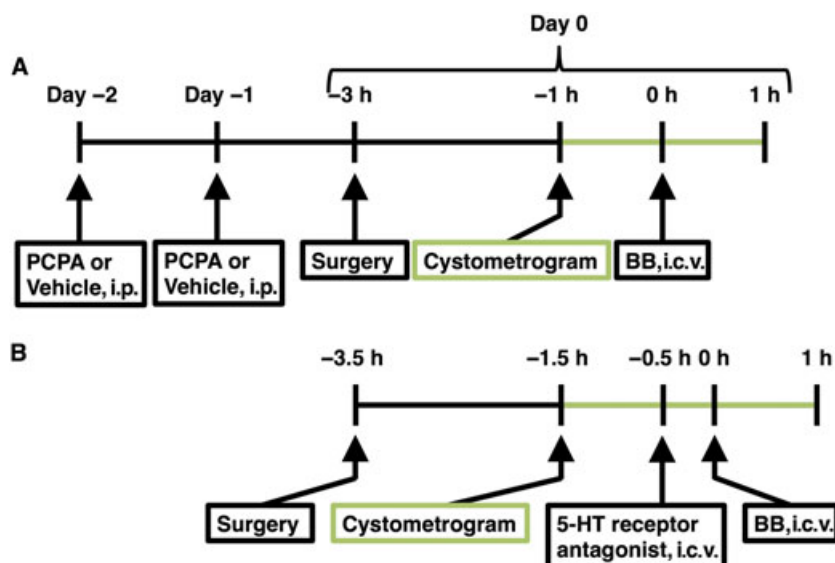 Day 0
A
Day –2 Day –1 –3 h –1 h 0 h 1 h
PCPA or
Vehicle, i.p.
PCPA or
Vehicle, i.p.
Surgery
Cystometrogram
BB, i.c.v.
B
–3.5 h –1.5 h –0.5 h 0 h 1 h
Surgery
Cystometrogram
5-HT receptor
antagonist, i.c.v.
BB, i.c.v.